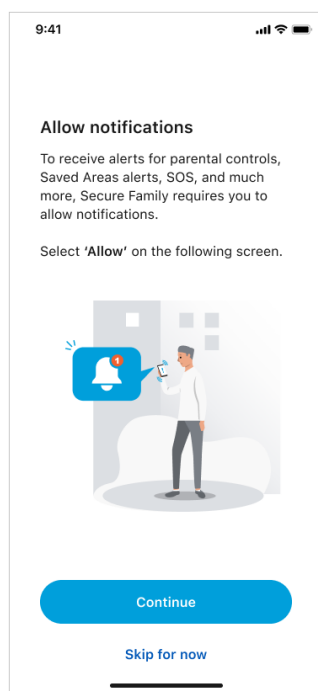 9:41
Allow notifications
To receive alerts for parental controls,
Saved Areas alerts, SOS, and much
more, Secure Family requires you to
allow notifications.
Select ‘Allow’ on the following screen.
1
Continue
Skip for now